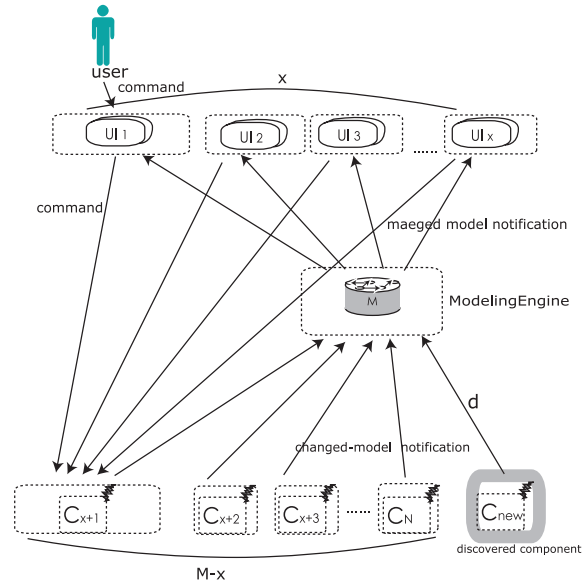 user
command
x
UI 1
UI 2
UI 3
......
UI x
command
maeged model notification
M
ModelingEngine
d
changed-model notification
Cx+1
Cx+2
Cx+3
......
CN
Cnew
discovered component
M-x